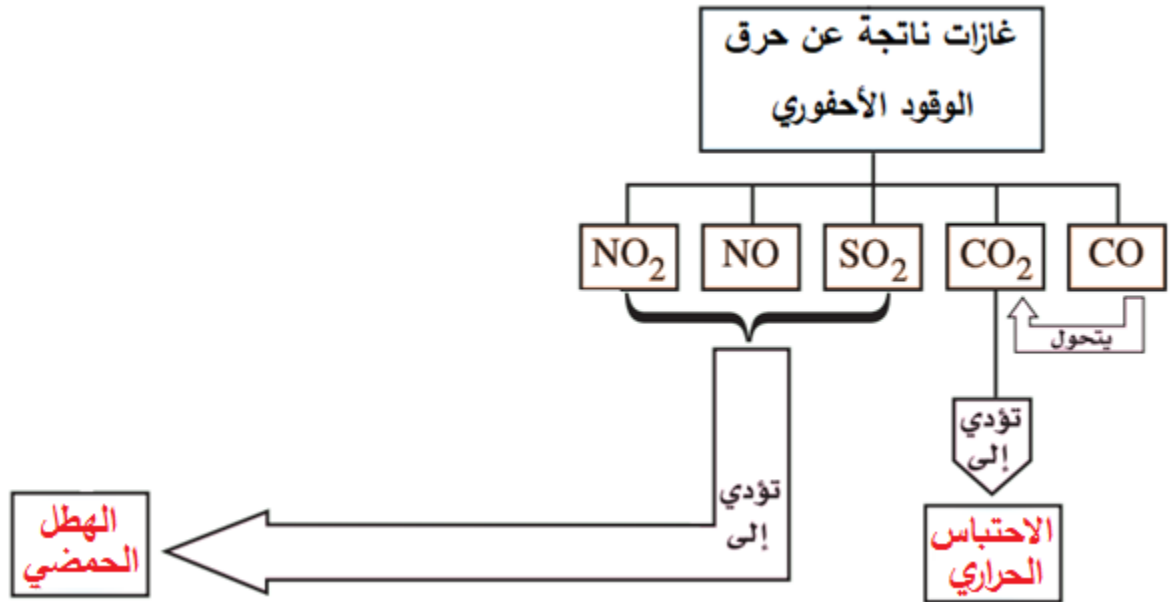 غازات ناتجة عن حرق
الوقود الأحفوري
CO
CO₂
SO₂
NO
NO₂
يتحول
تؤدي
إلى
الاحتباس
الحراري
تؤدي
إلى
الهطل
الحمضي